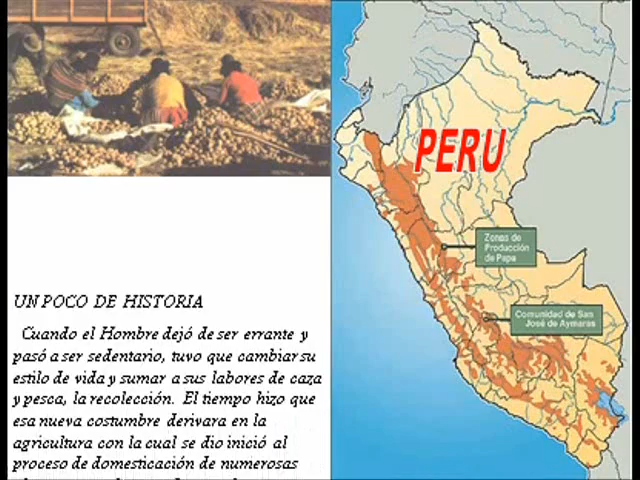 PERU
Zonas de
Producción
de Papa
Comunidad de San
José de Aymaras
UN POCO DE HISTORIA
Cuando el Hombre dejó de ser errante y
pasó a ser sedentario, tuvo que cambiar su
estilo de vida y sumar a sus labores de caza
y pesca, la recolección. El tiempo hizo que
esa nueva costumbre derivara en la
agricultura con la cual se dio inició al
proceso de domesticación de numerosas